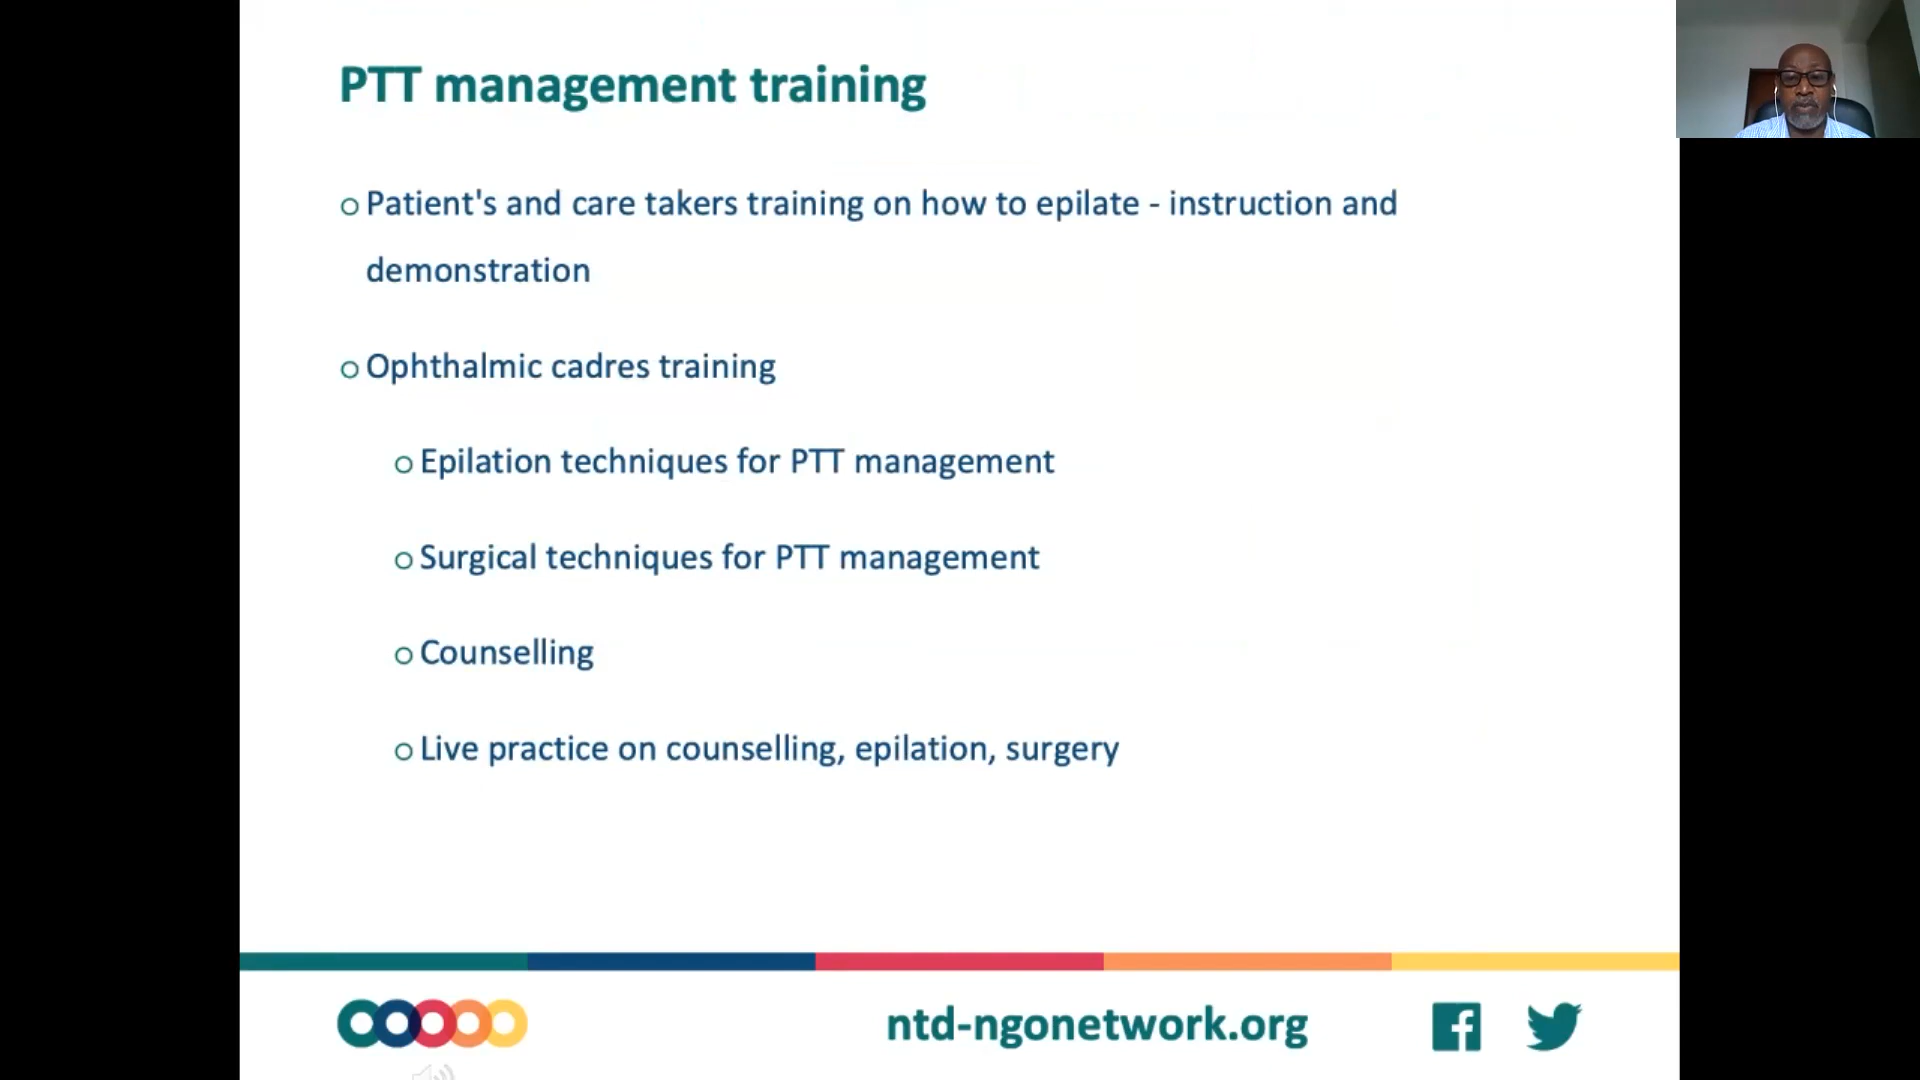 PTT management training
o Patient's and care takers training on how to epilate - instruction and
demonstration
o Ophthalmic cadres training
o Epilation techniques for PTT management
o Surgical techniques for PTT management
o Counselling
o Live practice on counselling, epilation, surgery
ntd-ngonetwork.org